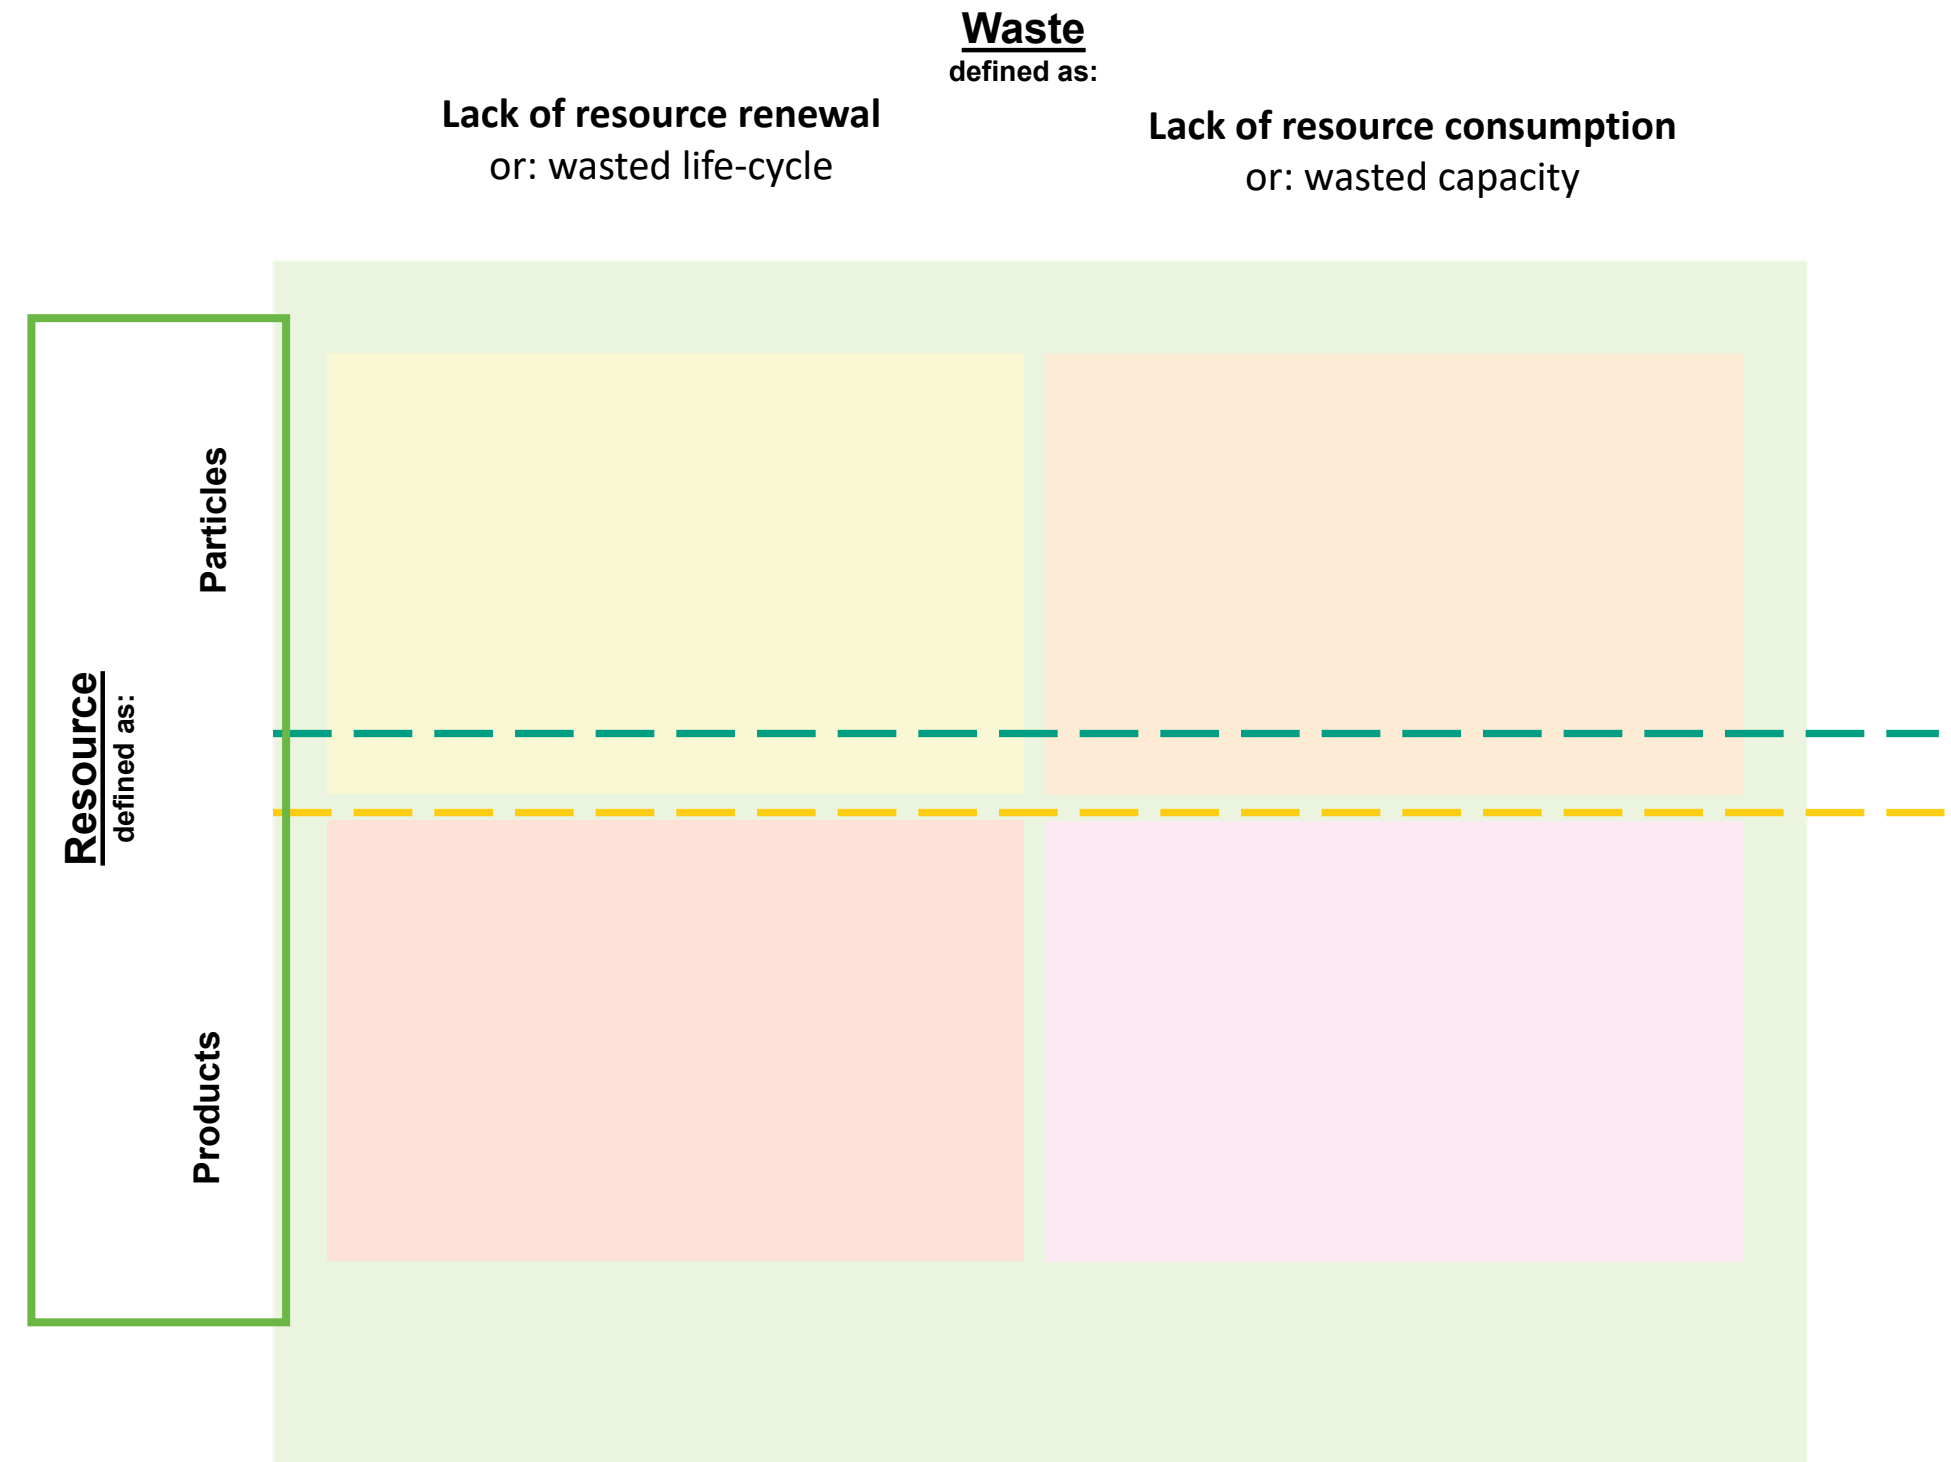 Waste
defined as:
Lack of resource renewal
or: wasted life-cycle
Lack of resource consumption
or: wasted capacity
Resource
defined as:
Particles
Products